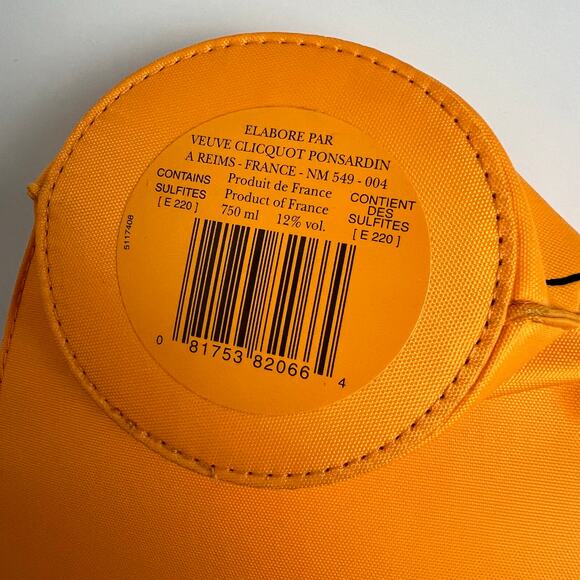 ELABORE PAR
VEUVE CLICQUOT PONSARDIN
A REIMS - FRANCE - NM 549 - 004
CONTAINS
SULFITES
[ E 220 ]
Produit de France
Product of France
750 ml 12% vol.
CONTIENT
DES
SULFITES
[ E 220 ]
5117408
0 81753 82066 4